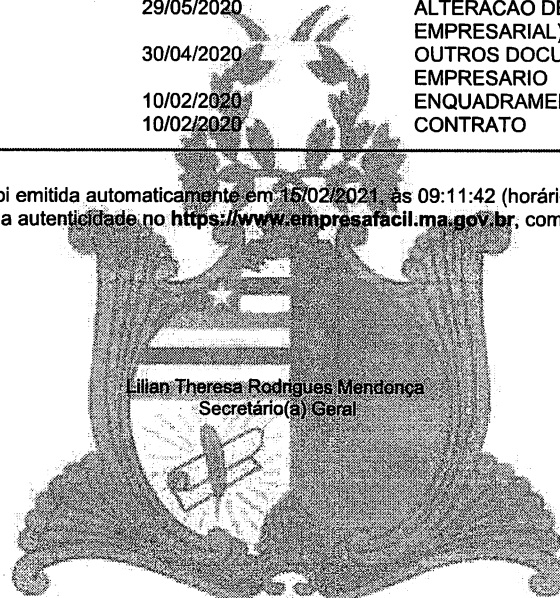 29/05/2020 ALTERACAO DE
EMPRESARIAL)
30/04/2020 OUTROS DOCU
EMPRESARIO
10/02/2020 ENQUADRAME
10/02/2020 CONTRATO
oi emitida automaticamente em 15/02/2021, às 09:11:42 (horári
a autenticidade no https://www.empresafacil.ma.gov.br, com
Lilian Theresa Rodrigues Mendonça
Secretário(a) Geral